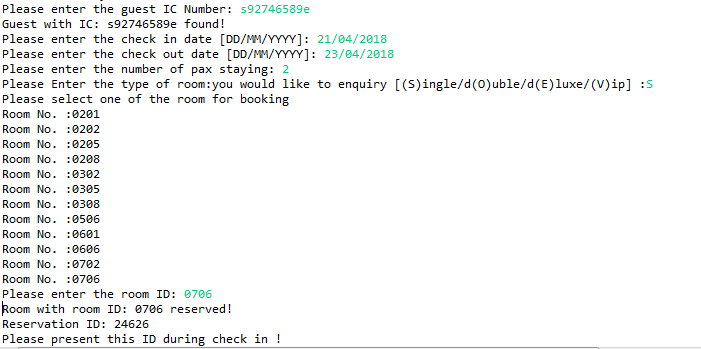 Please enter the guest IC Number: s92746589e
Guest with IC: s92746589e found!
Please enter the check in date [DD/MM/YYYY]: 21/04/2018
Please enter the check out date [DD/MM/YYYY]: 23/04/2018
Please enter the number of pax staying: 2
Please Enter the type of room:you would like to enquiry [(S)ingle/d(O)uble/d(E)luxe/(V)ip] :S
Please select one of the room for booking
Room No. :0201
Room No. :0202
Room No. :0205
Room No. :0208
Room No. :0302
Room No. :0305
Room No. :0308
Room No. :0506
Room No. :0601
Room No. :0606
Room No. :0702
Room No. :0706
Please enter the room ID: 0706
Room with room ID: 0706 reserved!
Reservation ID: 24626
Please present this ID during check in !